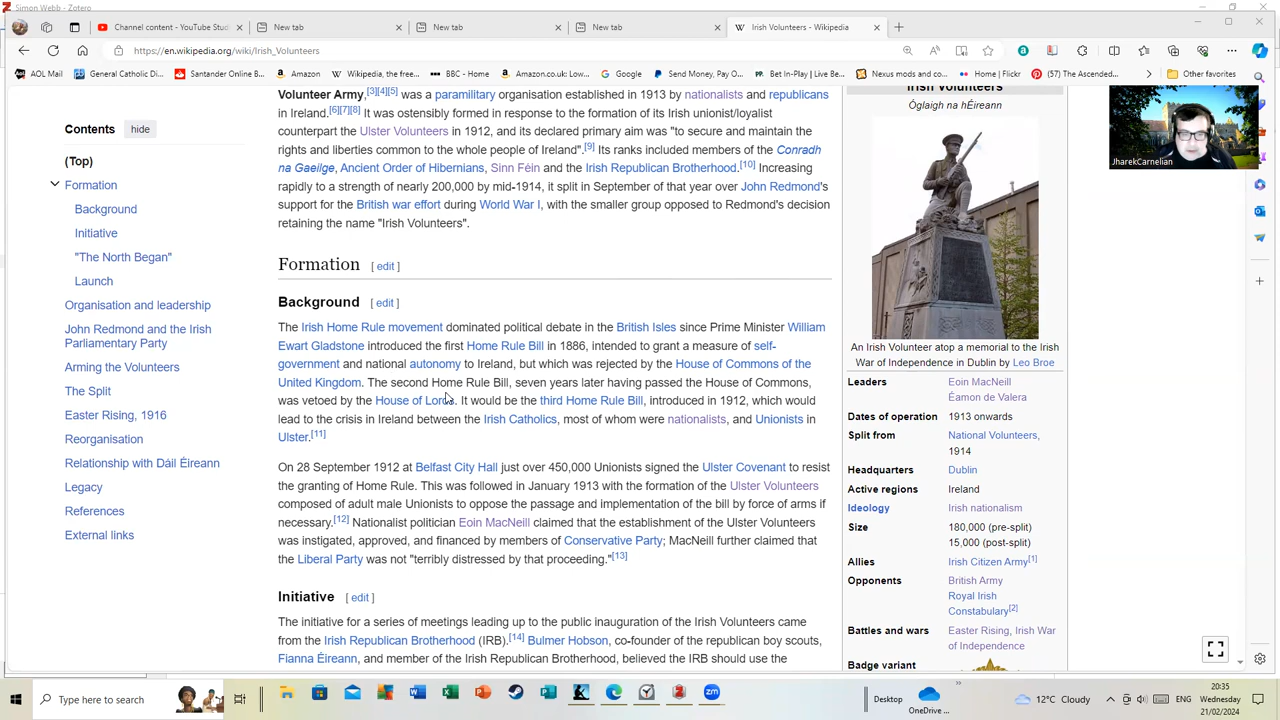 Simon Webb - Zotero
Channel content - YouTube Stud
New tab
New tab
New tab
Irish Volunteers - Wikipedia
https://en.wikipedia.org/wiki/Irish_Volunteers
AOL Mail
General Catholic Di...
Santander Online B...
Amazon
Wikipedia, the free...
BBC - Home
Amazon.co.uk: Low...
Google
Send Money, Pay O...
Bet In-Play | Live Be...
Nexus mods and co...
Home | Flickr
(17) The Ascended...
Other favorites
Contents
hide
(Top)
Formation
Background
Initiative
"The North Began"
Launch
Organisation and leadership
John Redmond and the Irish
Parliamentary Party
Arming the Volunteers
The Split
Easter Rising, 1916
Reorganisation
Relationship with Dáil Éireann
Legacy
References
External links
Volunteer Army,[3][4][5] was a paramilitary organisation established in 1913 by nationalists and republicans
in Ireland.[6][7][8] It was ostensibly formed in response to the formation of its Irish unionist/loyalist
counterpart the Ulster Volunteers in 1912, and its declared primary aim was "to secure and maintain the
rights and liberties common to the whole people of Ireland".[9] Its ranks included members of the Conradh
na Gaeilge, Ancient Order of Hibernians, Sinn Féin and the Irish Republican Brotherhood.[10] Increasing
rapidly to a strength of nearly 200,000 by mid-1914, it split in September of that year over John Redmond's
support for the British war effort during World War I, with the smaller group opposed to Redmond's decision
retaining the name "Irish Volunteers".
Formation [ edit ]
Background [ edit ]
The Irish Home Rule movement dominated political debate in the British Isles since Prime Minister William
Ewart Gladstone introduced the first Home Rule Bill in 1886, intended to grant a measure of self-
government and national autonomy to Ireland, but which was rejected by the House of Commons of the
United Kingdom. The second Home Rule Bill, seven years later having passed the House of Commons,
was vetoed by the House of Lords. It would be the third Home Rule Bill, introduced in 1912, which would
lead to the crisis in Ireland between the Irish Catholics, most of whom were nationalists, and Unionists in
Ulster.[11]
On 28 September 1912 at Belfast City Hall just over 450,000 Unionists signed the Ulster Covenant to resist
the granting of Home Rule. This was followed in January 1913 with the formation of the Ulster Volunteers
composed of adult male Unionists to oppose the passage and implementation of the bill by force of arms if
necessary.[12] Nationalist politician Eoin MacNeill claimed that the establishment of the Ulster Volunteers
was instigated, approved, and financed by members of Conservative Party; MacNeill further claimed that
the Liberal Party was not "terribly distressed by that proceeding."[13]
Initiative [ edit ]
The initiative for a series of meetings leading up to the public inauguration of the Irish Volunteers came
from the Irish Republican Brotherhood (IRB).[14] Bulmer Hobson, co-founder of the republican boy scouts,
Fianna Éireann, and member of the Irish Republican Brotherhood, believed the IRB should use the
Irish Volunteers
Óglaigh na hÉireann
An Irish Volunteer atop a memorial to the Irish
War of Independence in Dublin by Leo Broe
Leaders Eoin MacNeill
Éamon de Valera
Dates of operation 1913 onwards
Split from National Volunteers,
1914
Headquarters Dublin
Active regions Ireland
Ideology Irish nationalism
Size 180,000 (pre-split)
15,000 (post-split)
Allies Irish Citizen Army[1]
Opponents British Army
Royal Irish
Constabulary[2]
Battles and wars Easter Rising, Irish War
of Independence
Badge variant
JharekCarnelian
Type here to search
Desktop
OneDrive ...
12°C Cloudy
ENG
20:35
Wednesday
21/02/2024